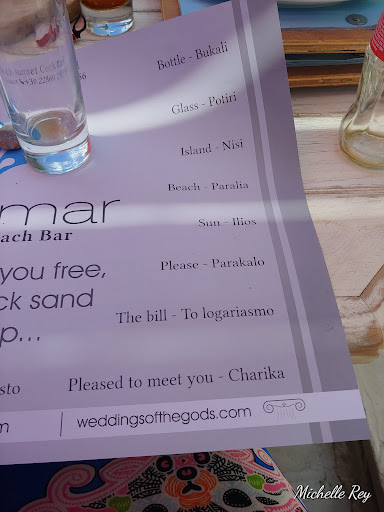 Bottle - Bukali
Glass - Potiri
Island - Nisi
Beach - Paralia
Sun - Ilios
Please - Parakalo
The bill - To logariasmo
Pleased to meet you - Charika
mar
each Bar
you free,
ck sand
p...
sto
m | weddingsofthegods.com
Michelle Rey